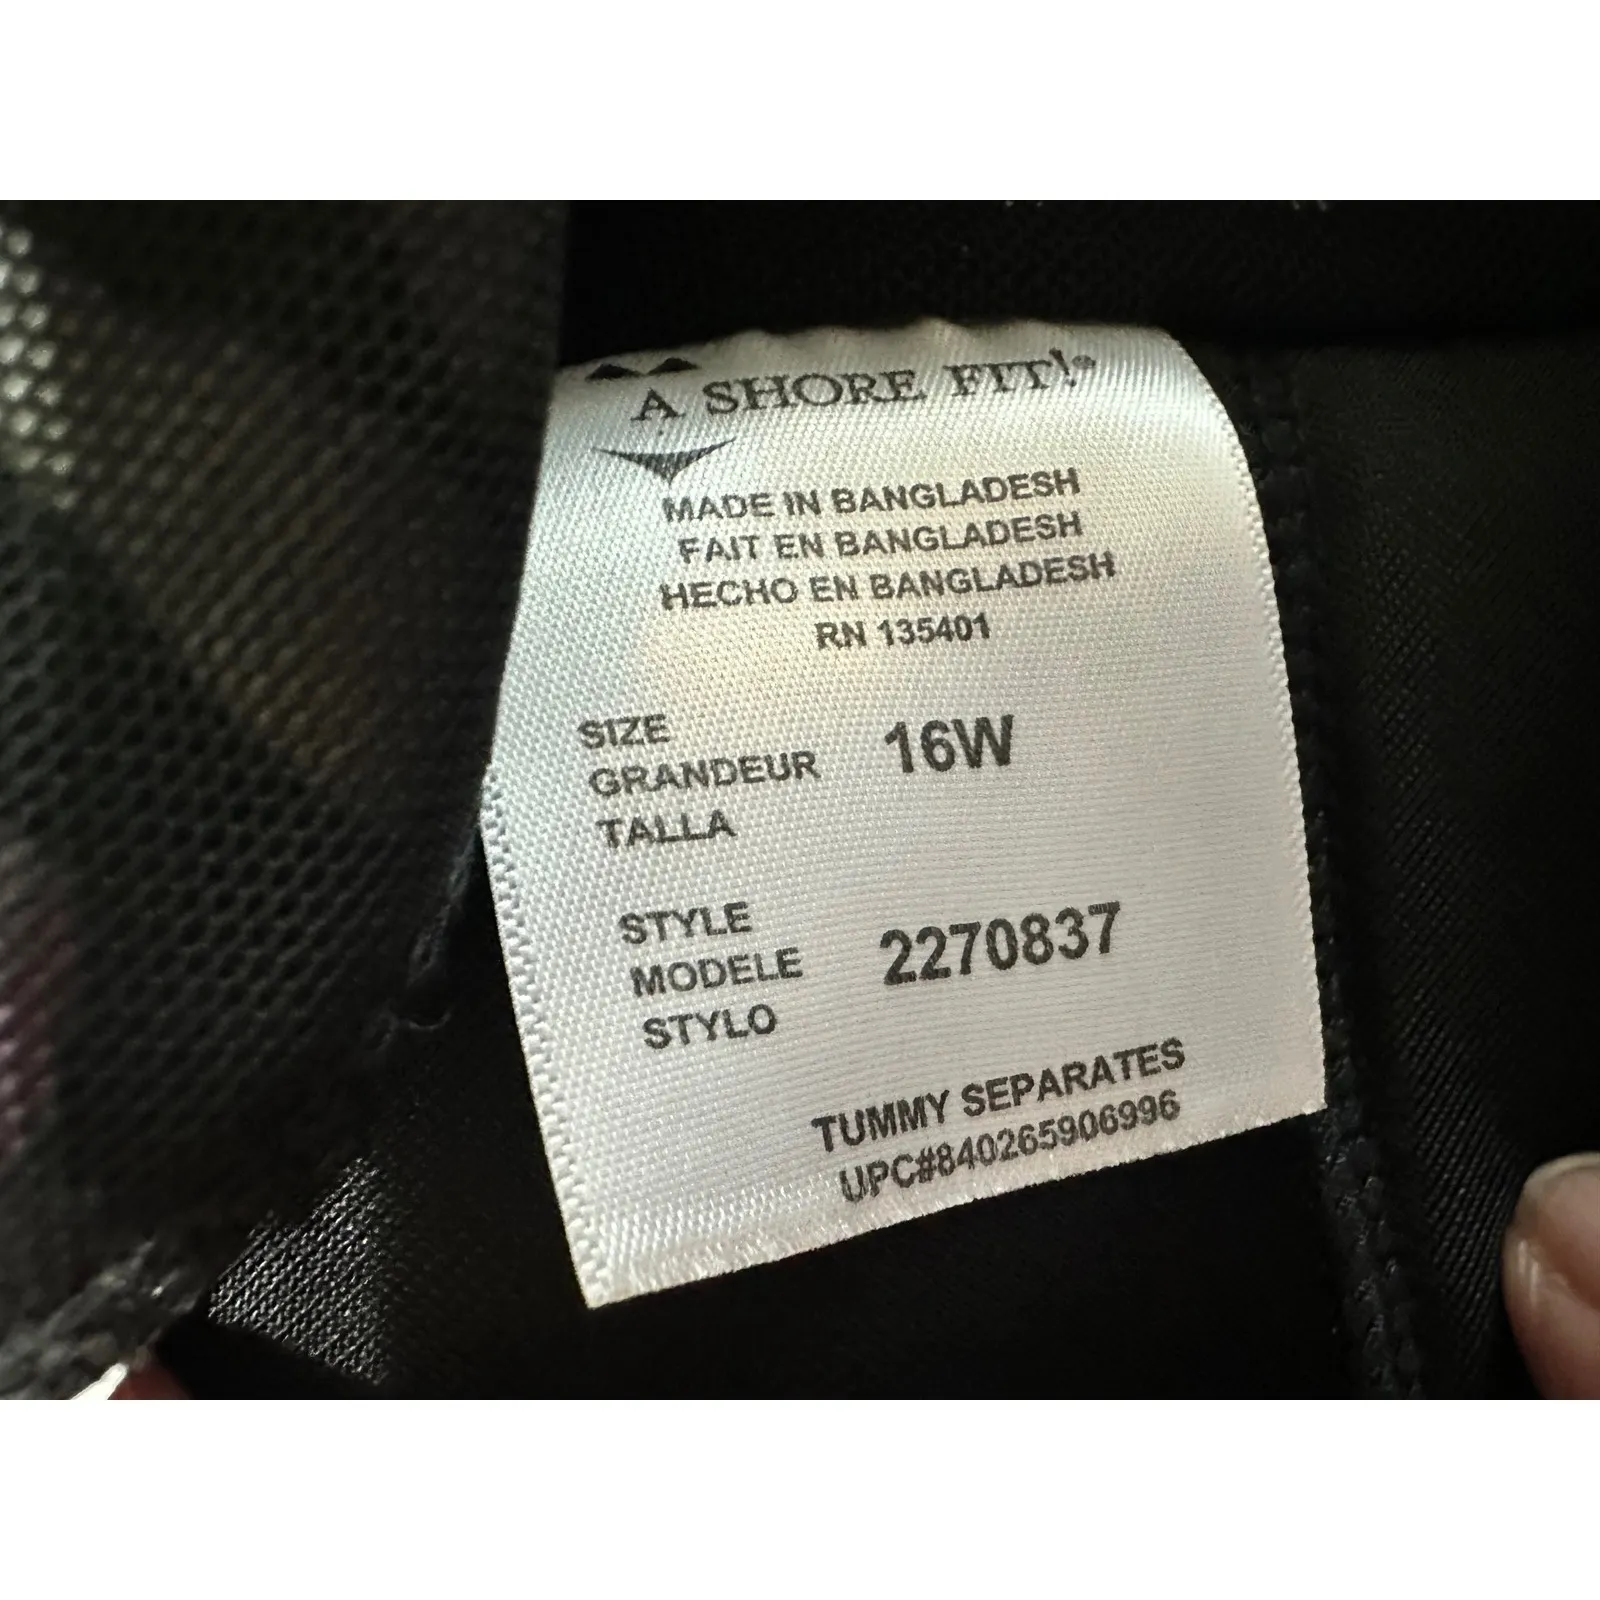 A SHORE FIT!®
MADE IN BANGLADESH
FAIT EN BANGLADESH
HECHO EN BANGLADESH
RN 135401
SIZE
GRANDEUR 16W
TALLA
STYLE
MODELE 2270837
STYLO
TUMMY SEPARATES
UPC#840265906996